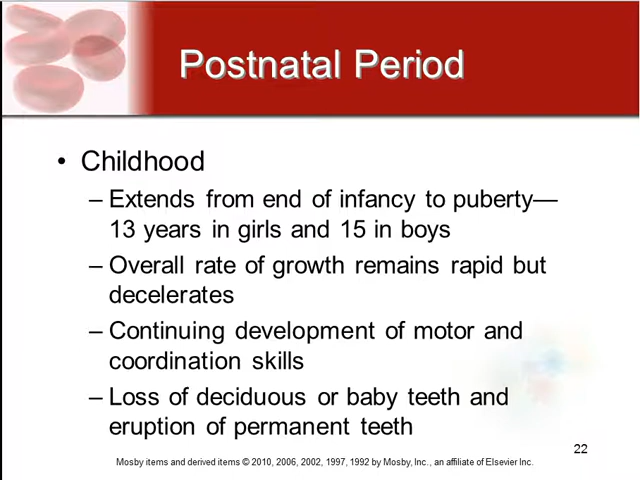 Postnatal Period
• Childhood
– Extends from end of infancy to puberty—
13 years in girls and 15 in boys
– Overall rate of growth remains rapid but
decelerates
– Continuing development of motor and
coordination skills
– Loss of deciduous or baby teeth and
eruption of permanent teeth
22
Mosby items and derived items © 2010, 2006, 2002, 1997, 1992 by Mosby, Inc., an affiliate of Elsevier Inc.